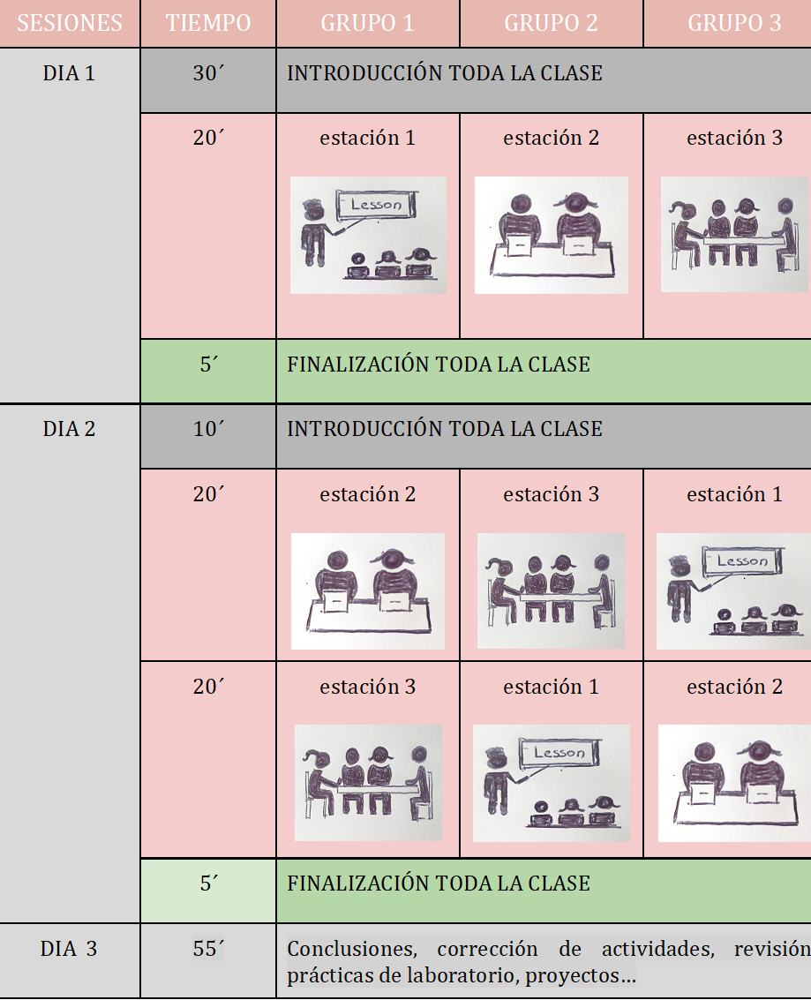 SESIONES TIEMPO GRUPO 1 GRUPO 2 GRUPO 3
DIA 1 30´ INTRODUCCIÓN TODA LA CLASE
20´ estación 1 estación 2 estación 3
Lesson
5´ FINALIZACIÓN TODA LA CLASE
DIA 2 10´ INTRODUCCIÓN TODA LA CLASE
20´ estación 2 estación 3 estación 1
Lesson
20´ estación 3 estación 1 estación 2
Lesson
5´ FINALIZACIÓN TODA LA CLASE
DIA 3 55´ Conclusiones, corrección de actividades, revisión
prácticas de laboratorio, proyectos...